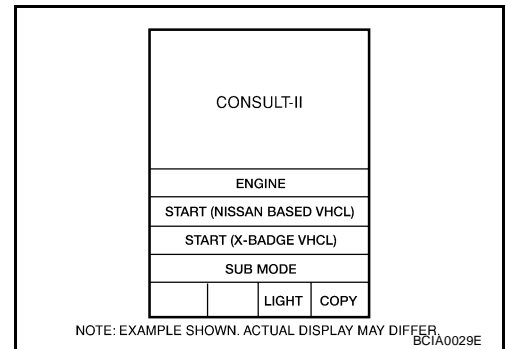 CONSULT-II
ENGINE
START (NISSAN BASED VHCL)
START (X-BADGE VHCL)
SUB MODE
LIGHT COPY
NOTE: EXAMPLE SHOWN. ACTUAL DISPLAY MAY DIFFER.
BCIA0029E